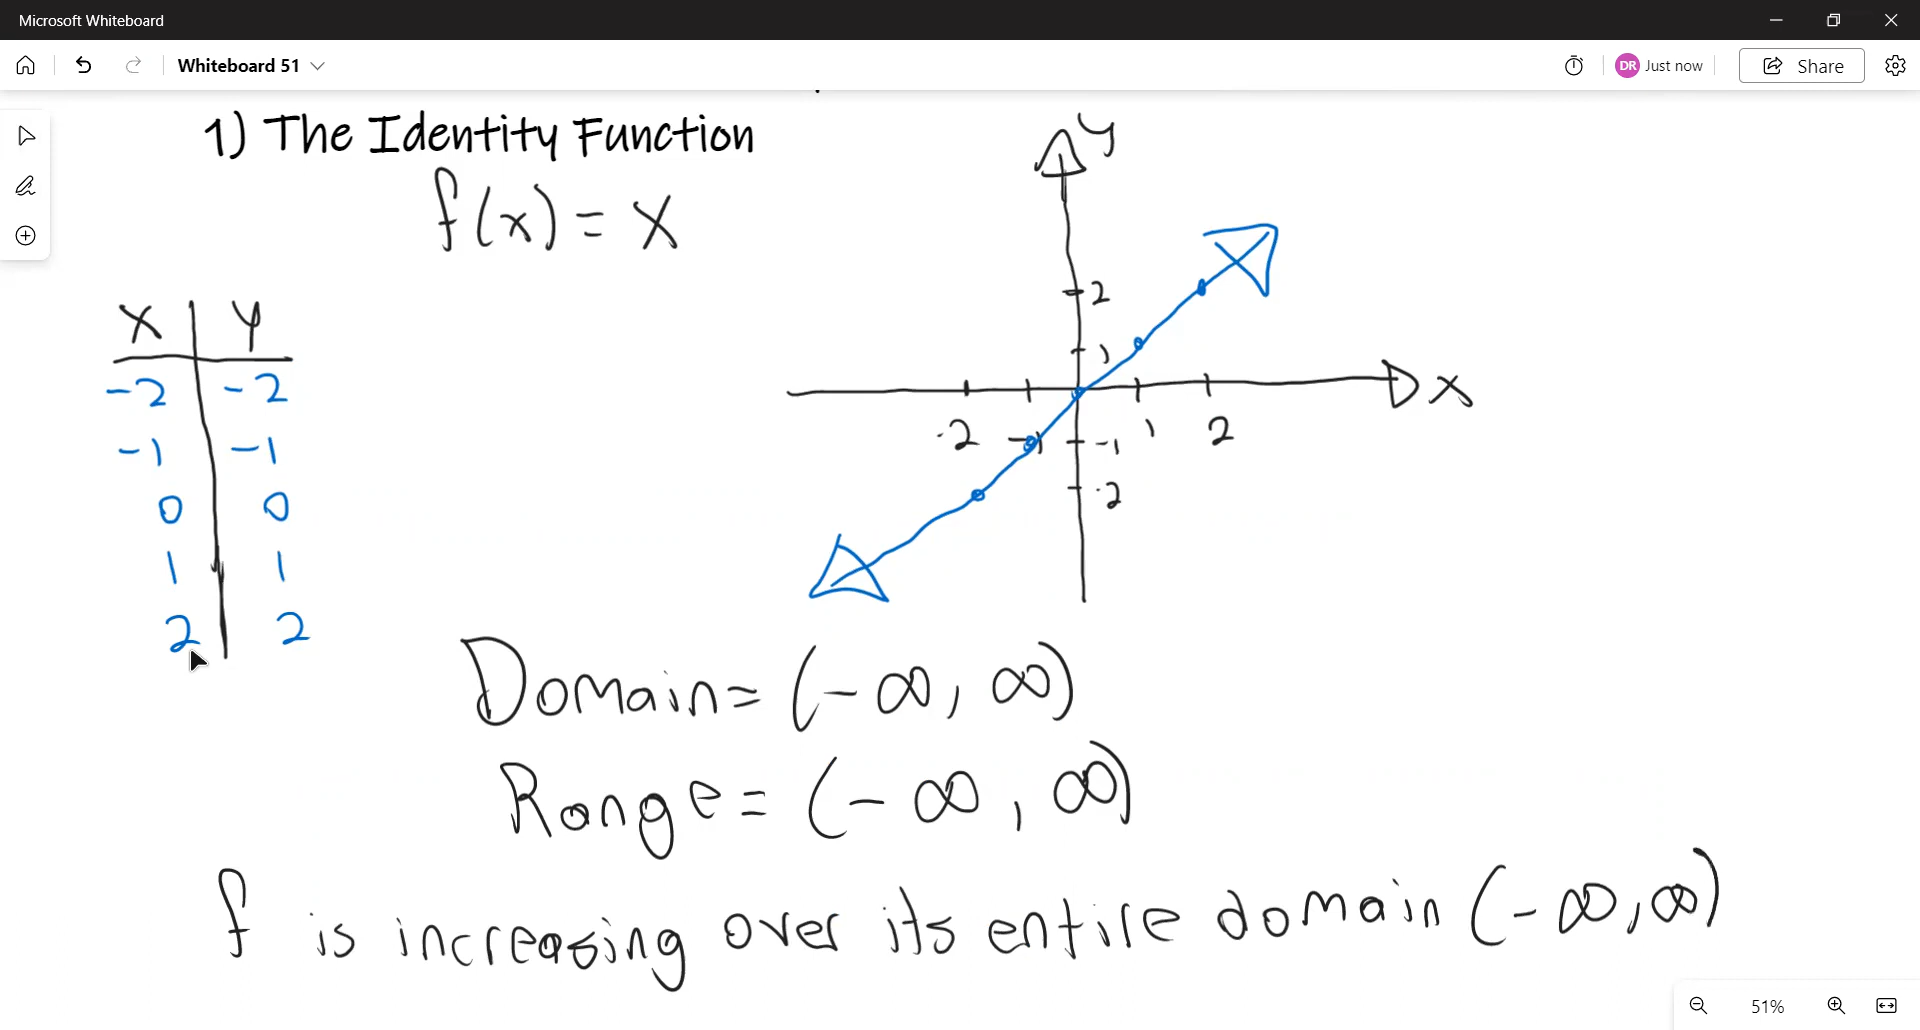 Microsoft Whiteboard
Whiteboard 51
DR Just now
Share
1) The Identity Function
f(x) = x
x y
-2 -2
-1 -1
0 0
1 1
2 2
y
2
1
x
-2 -1 1 2
-1
-2
Domain = (-∞, ∞)
Range = (-∞, ∞)
f is increasing over its entire domain (-∞, ∞)
51%